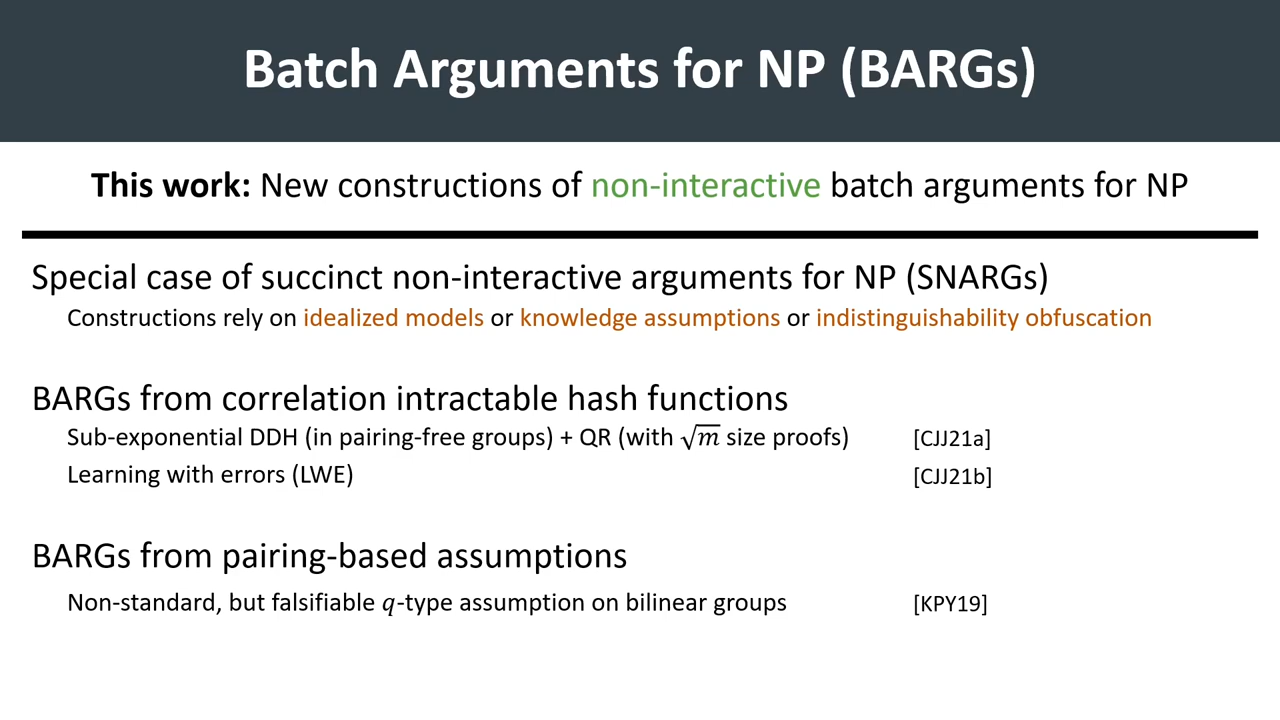 Batch Arguments for NP (BARGs)
This work: New constructions of non-interactive batch arguments for NP
Special case of succinct non-interactive arguments for NP (SNARGs)
Constructions rely on idealized models or knowledge assumptions or indistinguishability obfuscation
BARGs from correlation intractable hash functions
Sub-exponential DDH (in pairing-free groups) + QR (with √m size proofs) [CJJ21a]
Learning with errors (LWE) [CJJ21b]
BARGs from pairing-based assumptions
Non-standard, but falsifiable q-type assumption on bilinear groups [KPY19]